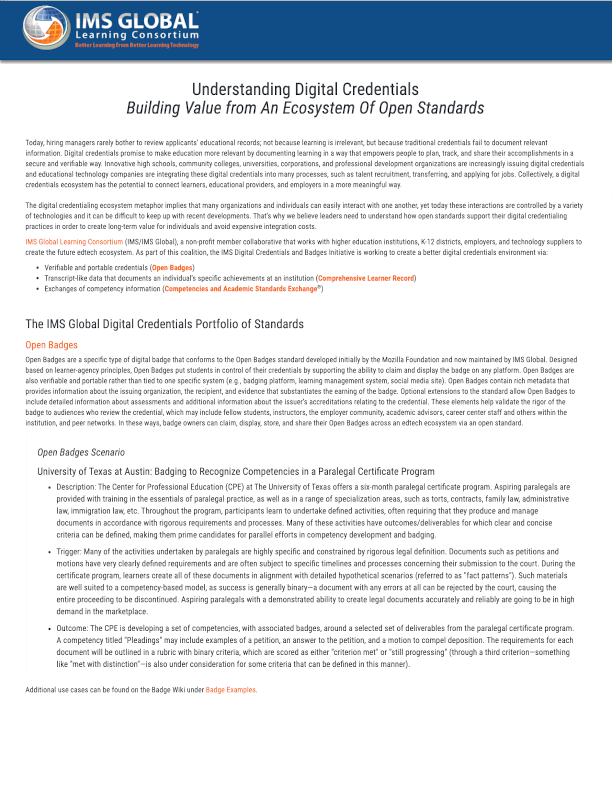 IMS GLOBAL
Learning Consortium
Better Learning from Better Learning Technology
Understanding Digital Credentials
Building Value from An Ecosystem Of Open Standards
Today, hiring managers rarely bother to review applicants' educational records; not because learning is irrelevant, but because traditional credentials fail to document relevant
information. Digital credentials promise to make education more relevant by documenting learning in a way that empowers people to plan, track, and share their accomplishments in a
secure and verifiable way. Innovative high schools, community colleges, universities, corporations, and professional development organizations are increasingly issuing digital credentials
and educational technology companies are integrating these digital credentials into many processes, such as talent recruitment, transferring, and applying for jobs. Collectively, a digital
credentials ecosystem has the potential to connect learners, educational providers, and employers in a more meaningful way.
The digital credentialing ecosystem metaphor implies that many organizations and individuals can easily interact with one another, yet today these interactions are controlled by a variety
of technologies and it can be difficult to keep up with recent developments. That's why we believe leaders need to understand how open standards support their digital credentialing
practices in order to create long-term value for individuals and avoid expensive integration costs.
IMS Global Learning Consortium (IMS/IMS Global), a non-profit member collaborative that works with higher education institutions, K-12 districts, employers, and technology suppliers to
create the future edtech ecosystem. As part of this coalition, the IMS Digital Credentials and Badges Initiative is working to create a better digital credentials environment via:
• Verifiable and portable credentials (Open Badges)
• Transcript-like data that documents an individual's specific achievements at an institution (Comprehensive Learner Record)
• Exchanges of competency information (Competencies and Academic Standards Exchange®)
The IMS Global Digital Credentials Portfolio of Standards
Open Badges
Open Badges are a specific type of digital badge that conforms to the Open Badges standard developed initially by the Mozilla Foundation and now maintained by IMS Global. Designed
based on learner-agency principles, Open Badges put students in control of their credentials by supporting the ability to claim and display the badge on any platform. Open Badges
are also verifiable and portable rather than tied to one specific system (e.g., badging platform, learning management system, social media site). Open Badges contain rich metadata that
provides information about the issuing organization, the recipient, and evidence that substantiates the earning of the badge. Optional extensions to the standard allow Open Badges to
include detailed information about assessments and additional information about the issuer's accreditations relating to the credential. These elements help validate the rigor of the
badge to audiences who review the credential, which may include fellow students, instructors, the employer community, academic advisors, career center staff and others within the
institution, and peer networks. In these ways, badge owners can claim, display, store, and share their Open Badges across an edtech ecosystem via an open standard.
Open Badges Scenario
University of Texas at Austin: Badging to Recognize Competencies in a Paralegal Certificate Program
• Description: The Center for Professional Education (CPE) at The University of Texas offers a six-month paralegal certificate program. Aspiring paralegals are
provided with training in the essentials of paralegal practice, as well as in a range of specialization areas, such as torts, contracts, family law, administrative
law, immigration law, etc. Throughout the program, participants learn to undertake defined activities, often requiring that they produce and manage
documents in accordance with rigorous requirements and processes. Many of these activities have outcomes/deliverables for which clear and concise
criteria can be defined, making them prime candidates for parallel efforts in competency development and badging.
• Trigger: Many of the activities undertaken by paralegals are highly specific and constrained by rigorous legal definition. Documents such as petitions and
motions have very clearly defined requirements and are often subject to specific timelines and processes concerning their submission to the court. During the
certificate program, learners create all of these documents in alignment with detailed hypothetical scenarios (referred to as "fact patterns"). Such materials
are well suited to a competency-based model, as success is generally binary—a document with any errors at all can be rejected by the court, causing the
entire proceeding to be discontinued. Aspiring paralegals with a demonstrated ability to create legal documents accurately and reliably are going to be in high
demand in the marketplace.
• Outcome: The CPE is developing a set of competencies, with associated badges, around a selected set of deliverables from the paralegal certificate program.
A competency titled "Pleadings" may include examples of a petition, an answer to the petition, and a motion to compel deposition. The requirements for each
document will be outlined in a rubric with binary criteria, which are scored as either "criterion met" or "still progressing" (through a third criterion—something
like "met with distinction"—is also under consideration for some criteria that can be defined in this manner).
Additional use cases can be found on the Badge Wiki under Badge Examples.